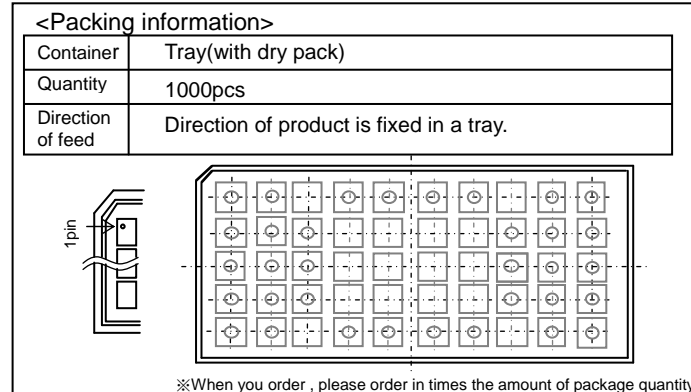 <Packing information>
Container Tray(with dry pack)
Quantity 1000pcs
Direction of feed Direction of product is fixed in a tray.
1pin
※When you order , please order in times the amount of package quantity